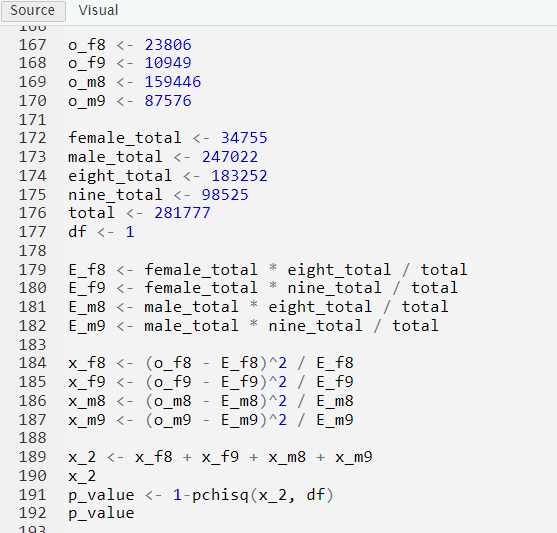 Source Visual
166
167 o_f8 <- 23806
168 o_f9 <- 10949
169 o_m8 <- 159446
170 o_m9 <- 87576
171
172 female_total <- 34755
173 male_total <- 247022
174 eight_total <- 183252
175 nine_total <- 98525
176 total <- 281777
177 df <- 1
178
179 E_f8 <- female_total * eight_total / total
180 E_f9 <- female_total * nine_total / total
181 E_m8 <- male_total * eight_total / total
182 E_m9 <- male_total * nine_total / total
183
184 x_f8 <- (o_f8 - E_f8)^2 / E_f8
185 x_f9 <- (o_f9 - E_f9)^2 / E_f9
186 x_m8 <- (o_m8 - E_m8)^2 / E_m8
187 x_m9 <- (o_m9 - E_m9)^2 / E_m9
188
189 x_2 <- x_f8 + x_f9 + x_m8 + x_m9
190 x_2
191 p_value <- 1-pchisq(x_2, df)
192 p_value
193